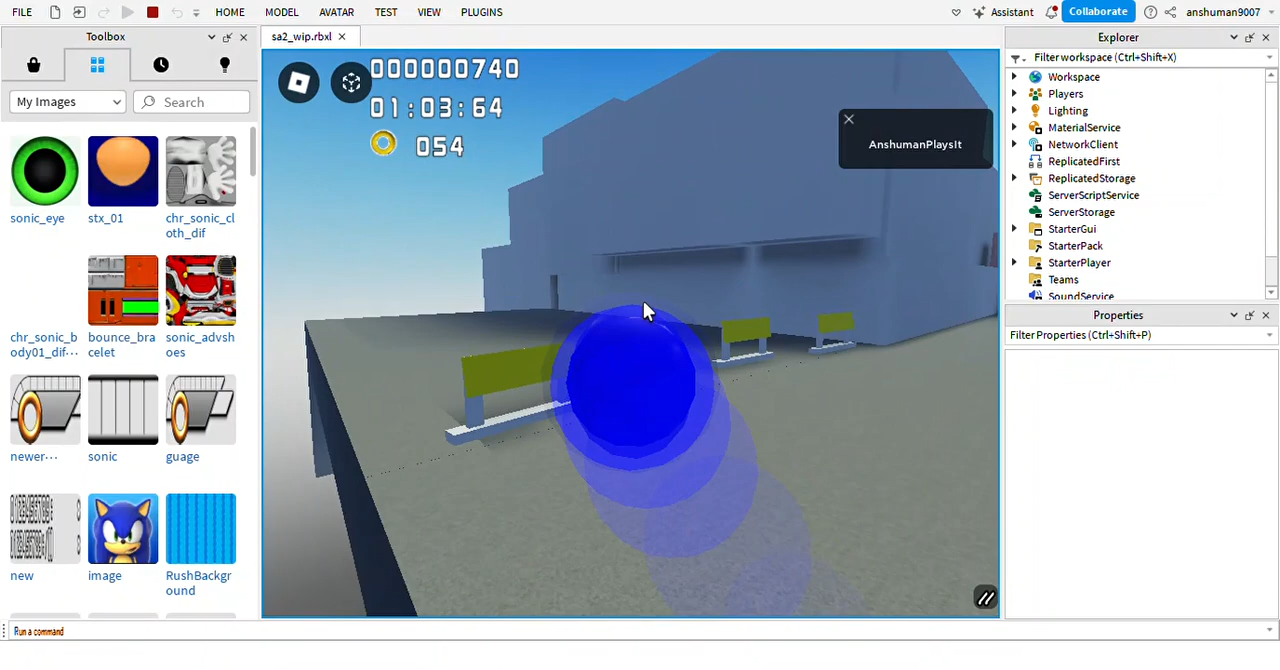 FILE
HOME MODEL AVATAR TEST VIEW PLUGINS
Assistant
Collaborate
anshuman9007
Toolbox
My Images
Search
sonic_eye
stx_01
chr_sonic_cl
oth_dif
chr_sonic_b
ody01_dif...
bounce_bra
celet
sonic_advsh
oes
newer...
sonic
guage
new
image
RushBackgr
ound
sa2_wip.rbxl
000000740
01:03:64
054
AnshumanPlaysIt
Explorer
Filter workspace (Ctrl+Shift+X)
Workspace
Players
Lighting
MaterialService
NetworkClient
ReplicatedFirst
ReplicatedStorage
ServerScriptService
ServerStorage
StarterGui
StarterPack
StarterPlayer
Teams
SoundService
Properties
Filter Properties (Ctrl+Shift+P)
Run a command